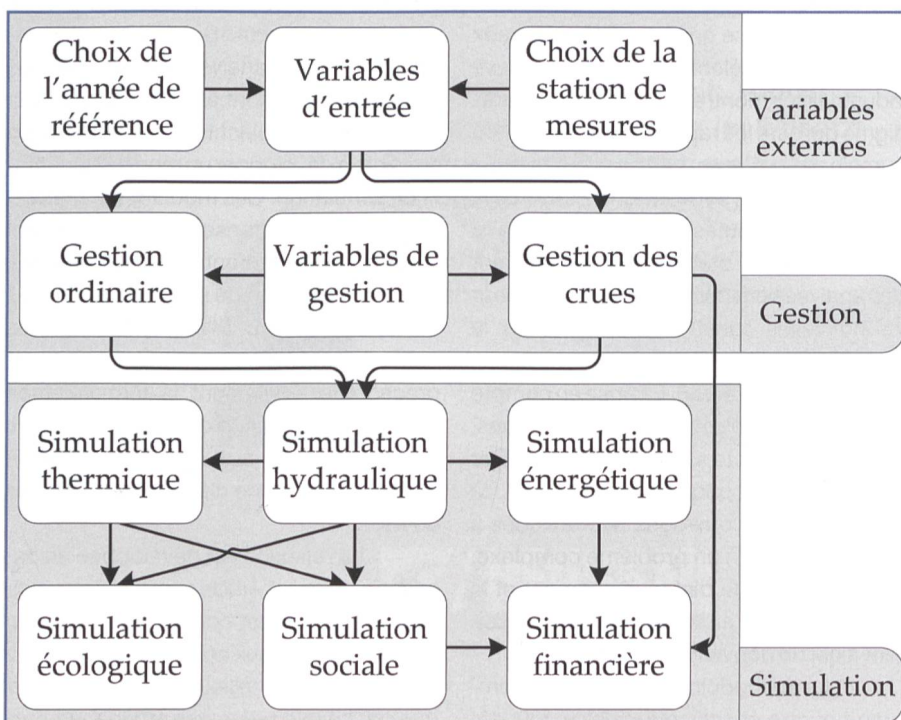 Choix de
l'année de
référence
Variables
d'entrée
Choix de la
station de
mesures
Variables
externes
Gestion
ordinaire
Variables de
gestion
Gestion des
crues
Gestion
Simulation
thermique
Simulation
hydraulique
Simulation
énergétique
Simulation
écologique
Simulation
sociale
Simulation
financière
Simulation